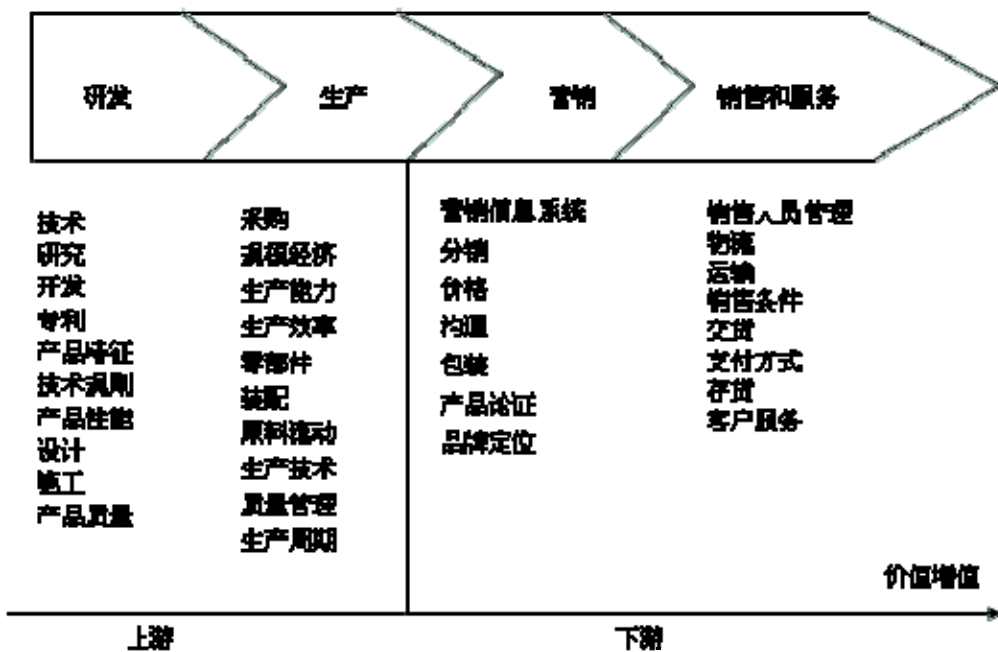 研发
生产
营销
销售和服务
技术
研究
开发
专利
产品特征
技术规则
产品性能
设计
施工
产品质量
采购
规模经济
生产能力
生产效率
零部件
装配
原料流动
生产技术
质量管理
生产周期
营销信息系统
分销
价格
沟通
包装
产品论证
品牌定位
销售人员管理
物流
运输
销售条件
交货
支付方式
存货
客户服务
价值增值
上游
下游